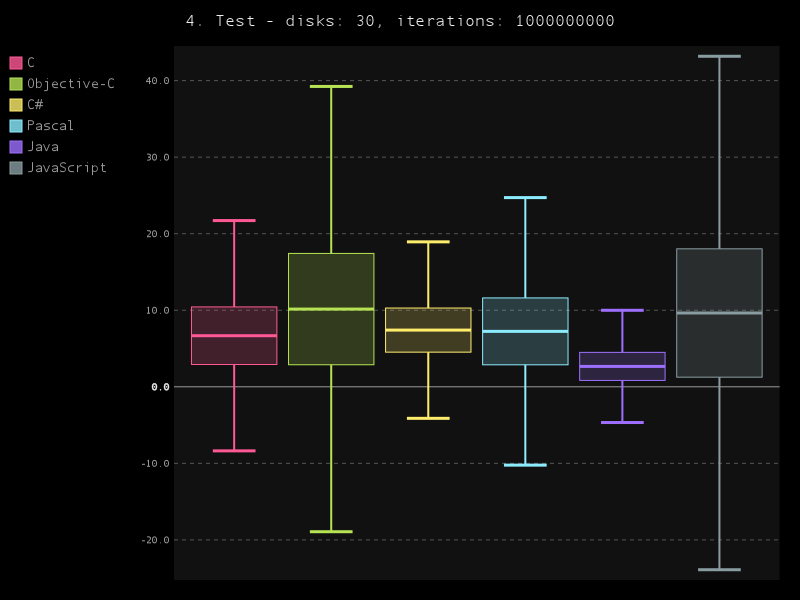 4. Test - disks: 30, iterations: 1000000000
C
Objective-C
C#
Pascal
Java
JavaScript
40.0
30.0
20.0
10.0
0.0
-10.0
-20.0